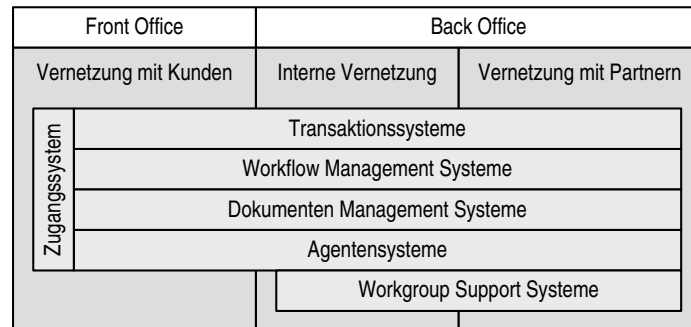 Front Office
Back Office
Vernetzung mit Kunden
Interne Vernetzung
Vernetzung mit Partnern
Zugangssystem
Transaktionssysteme
Workflow Management Systeme
Dokumenten Management Systeme
Agentensysteme
Workgroup Support Systeme